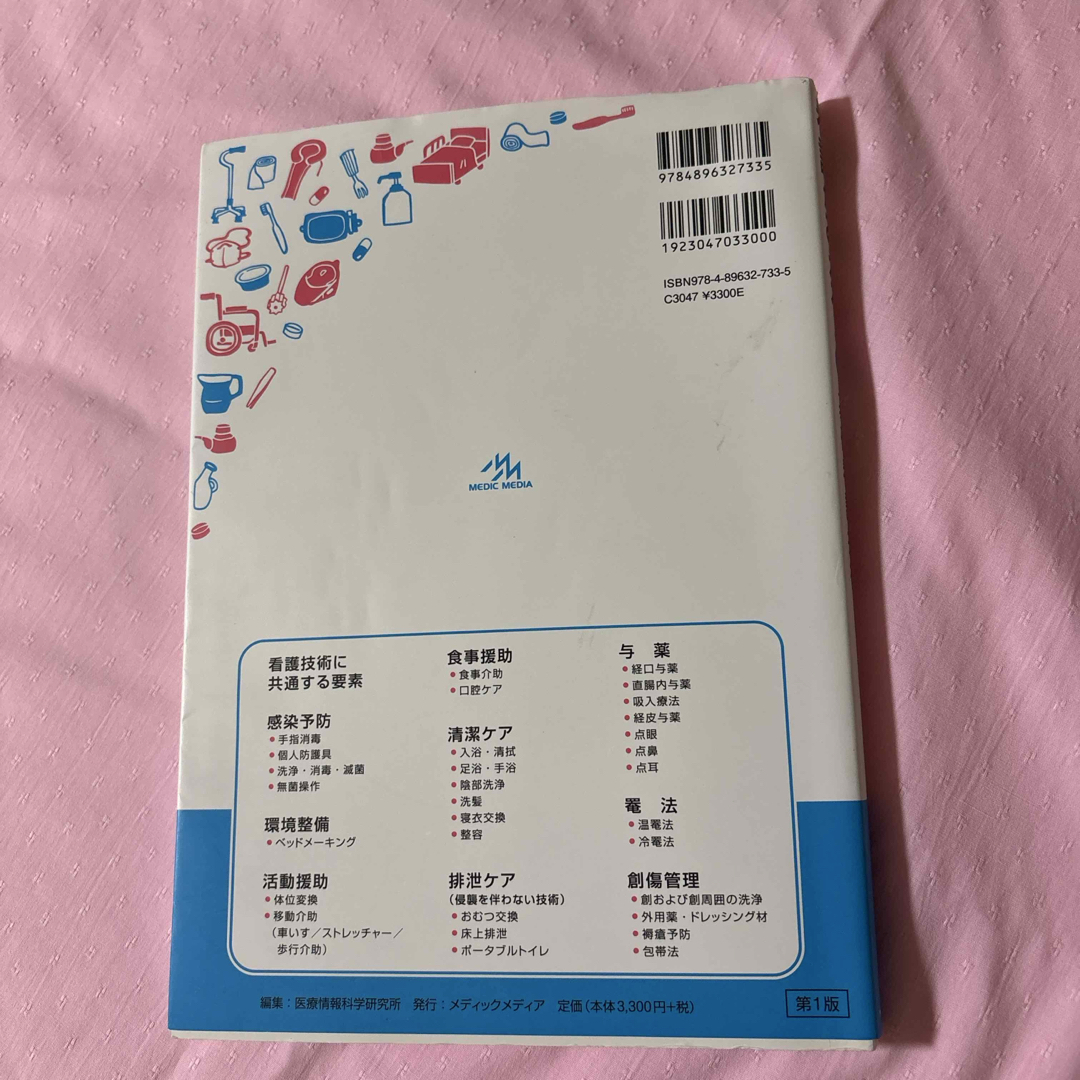 9784896327335
1923047033000
ISBN978-4-89632-733-5
C3047 ¥3300E
MEDIC MEDIA
看護技術に
共通する要素
感染予防
• 手指消毒
• 個人防護具
• 洗浄・消毒・滅菌
• 無菌操作
環境整備
• ベッドメーキング
活動援助
• 体位変換
• 移動介助
(車いす/ストレッチャー/
歩行介助)
食事援助
• 食事介助
• 口腔ケア
清潔ケア
• 入浴・清拭
• 足浴・手浴
• 陰部洗浄
• 洗髪
• 寝衣交換
• 整容
排泄ケア
(侵襲を伴わない技術)
• おむつ交換
• 床上排泄
• ポータブルトイレ
与 薬
• 経口与薬
• 直腸内与薬
• 吸入療法
• 経皮与薬
• 点眼
• 点鼻
• 点耳
罨 法
• 温罨法
• 冷罨法
創傷管理
• 創および創周囲の洗浄
• 外用薬・ドレッシング材
• 褥瘡予防
• 包帯法
編集:医療情報科学研究所 発行:メディックメディア 定価(本体3,300円+税)
第1版